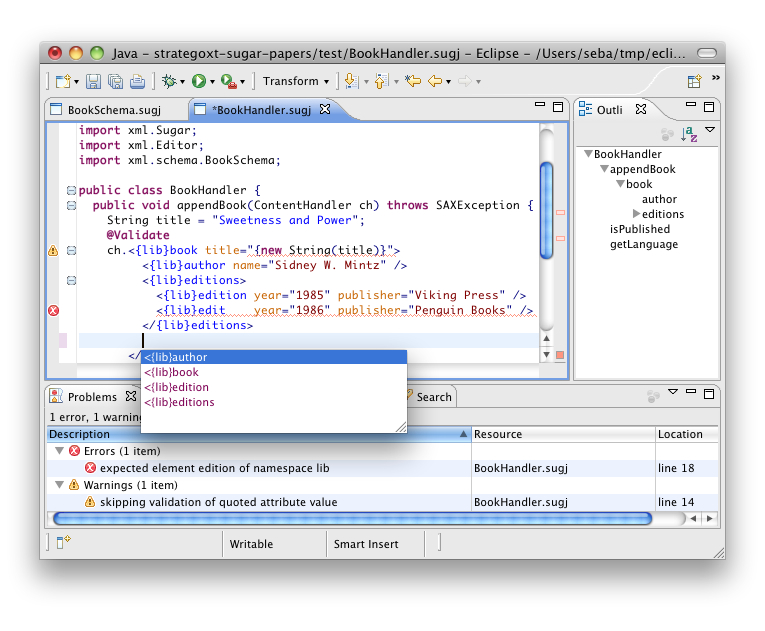 Java – strategoxt-sugar-papers/test/BookHandler.sugj – Eclipse – /Users/seba/tmp/ecli...
Transform
BookSchema.sugj
*BookHandler.sugj
Outli
import xml.Sugar;
import xml.Editor;
import xml.schema.BookSchema;
public class BookHandler {
public void appendBook(ContentHandler ch) throws SAXException {
String title = "Sweetness and Power";
@Validate
ch.<{lib}book title="{new String(title)}">
<{lib}author name="Sidney W. Mintz" />
<{lib}editions>
<{lib}edition year="1985" publisher="Viking Press" />
<{lib}edit    year="1986" publisher="Penguin Books" />
</{lib}editions>
</
<{lib}author
<{lib}book
<{lib}edition
<{lib}editions
BookHandler
appendBook
book
author
editions
isPublished
getLanguage
Problems
Search
1 error, 1 warnin
Description
Resource
Location
Errors (1 item)
expected element edition of namespace lib
BookHandler.sugj
line 18
Warnings (1 item)
skipping validation of quoted attribute value
BookHandler.sugj
line 14
Writable
Smart Insert